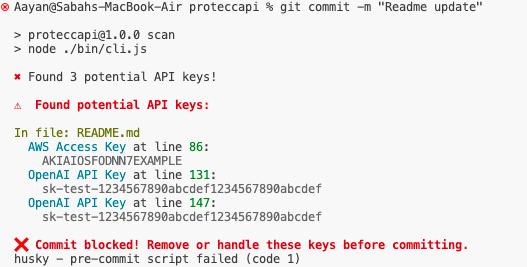 ⊗ Aayan@Sabahs-MacBook-Air proteccapi % git commit -m "Readme update"
> proteccapi@1.0.0 scan
> node ./bin/cli.js
✖ Found 3 potential API keys!
⚠ Found potential API keys:
In file: README.md
AWS Access Key at line 86:
AKIAIOSFODNN7EXAMPLE
OpenAI API Key at line 131:
sk-test-1234567890abcdef1234567890abcdef
OpenAI API Key at line 147:
sk-test-1234567890abcdef1234567890abcdef
❌ Commit blocked! Remove or handle these keys before committing.
husky - pre-commit script failed (code 1)